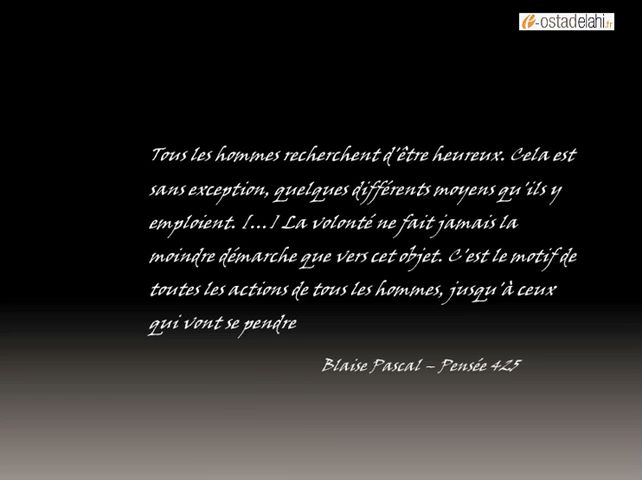 e-ostadelahi.fr
Tous les hommes recherchent d'être heureux. Cela est
sans exception, quelques différents moyens qu'ils y
emploient. [...] La volonté ne fait jamais la
moindre démarche que vers cet objet. C'est le motif de
toutes les actions de tous les hommes, jusqu'à ceux
qui vont se pendre
Blaise Pascal – Pensée 425